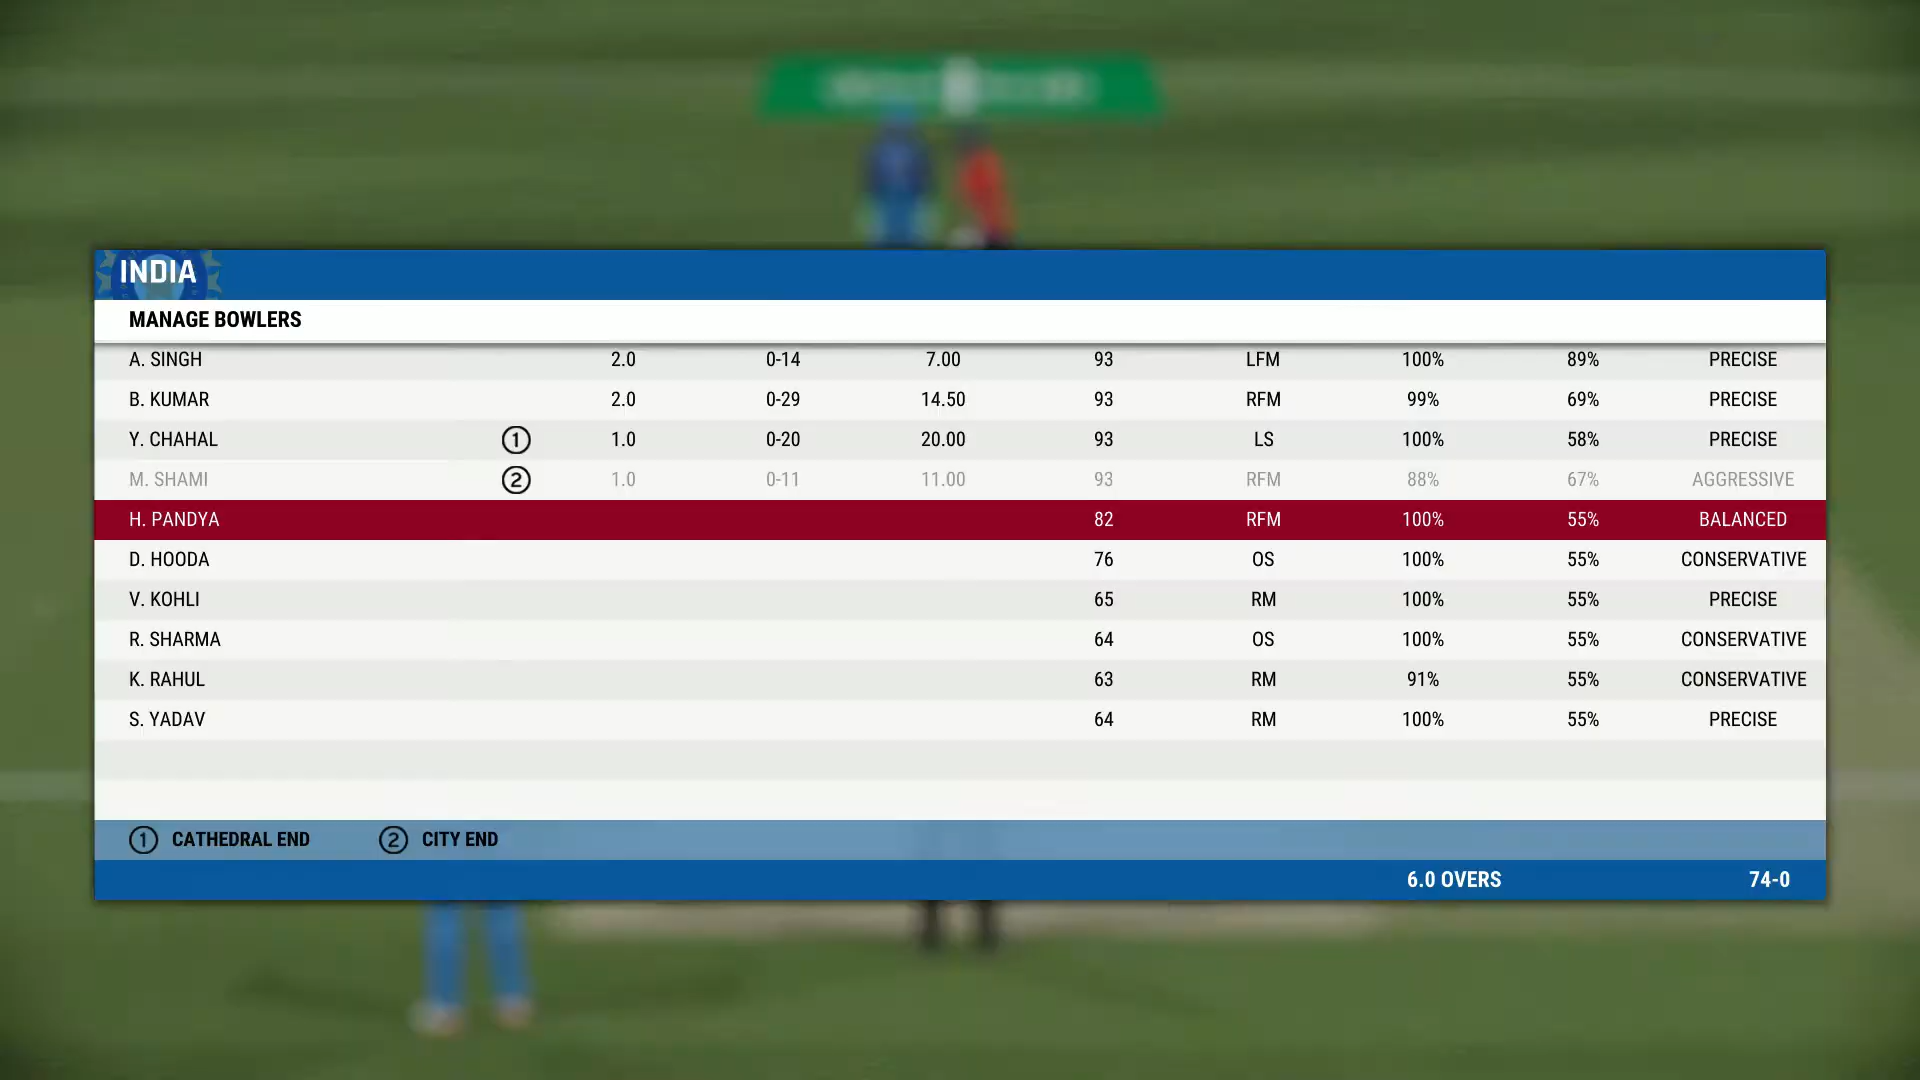 INDIA
MANAGE BOWLERS
A. SINGH 2.0 0-14 7.00 93 LFM 100% 89% PRECISE
B. KUMAR 2.0 0-29 14.50 93 RFM 99% 69% PRECISE
Y. CHAHAL 1 1.0 0-20 20.00 93 LS 100% 58% PRECISE
M. SHAMI 2 1.0 0-11 11.00 93 RFM 88% 67% AGGRESSIVE
H. PANDYA 82 RFM 100% 55% BALANCED
D. HOODA 76 OS 100% 55% CONSERVATIVE
V. KOHLI 65 RM 100% 55% PRECISE
R. SHARMA 64 OS 100% 55% CONSERVATIVE
K. RAHUL 63 RM 91% 55% CONSERVATIVE
S. YADAV 64 RM 100% 55% PRECISE
1 CATHEDRAL END 2 CITY END
6.0 OVERS 74-0